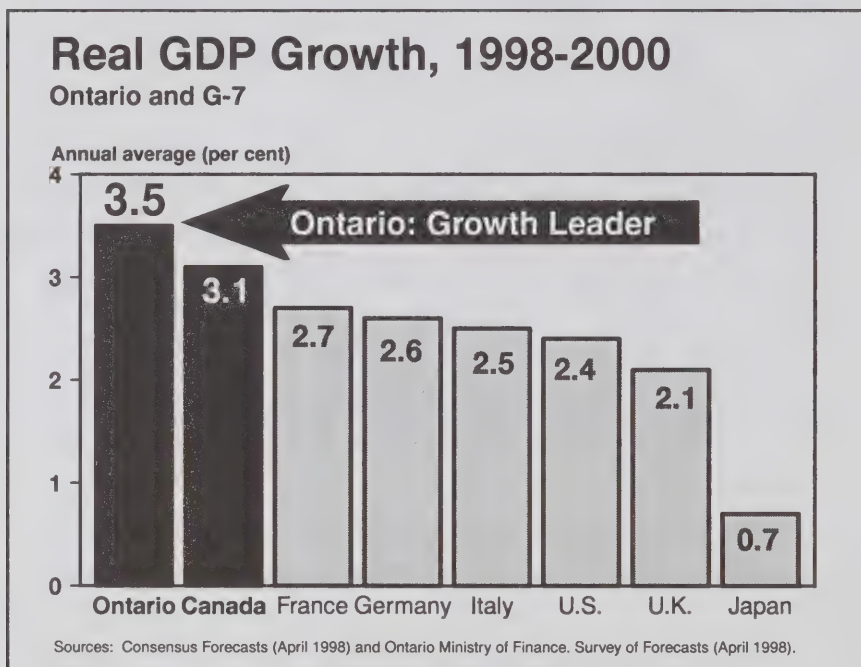 Real GDP Growth, 1998-2000
Ontario and G-7
Annual average (per cent)
4
3
2
1
0
3.5
Ontario: Growth Leader
3.1
2.7
2.6
2.5
2.4
2.1
0.7
Ontario Canada France Germany Italy U.S. U.K. Japan
Sources: Consensus Forecasts (April 1998) and Ontario Ministry of Finance. Survey of Forecasts (April 1998).